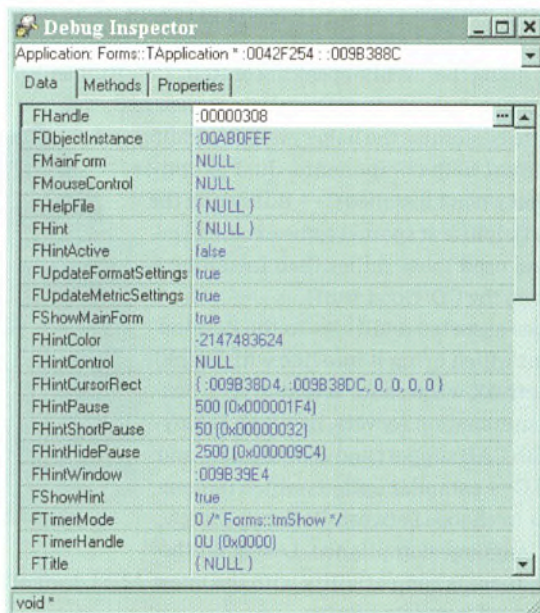 Debug Inspector
Application: Forms::TApplication * :0042F254 : :009B388C
Data Methods Properties
FHandle :00000308
FObjectInstance :00AB0FEF
FMainForm NULL
FMouseControl NULL
FHelpFile { NULL }
FHint { NULL }
FHintActive false
FUpdateFormatSettings true
FUpdateMetricSettings true
FShowMainForm true
FHintColor -2147483624
FHintControl NULL
FHintCursorRect { :009B38D4, :009B38DC, 0, 0, 0, 0 }
FHintPause 500 (0x000001F4)
FHintShortPause 50 (0x00000032)
FHintHidePause 2500 (0x000009C4)
FHintWindow :009B39E4
FShowHint true
FTimerMode 0 /* Forms::tmShow */
FTimerHandle 0U (0x0000)
FTitle { NULL }
void *